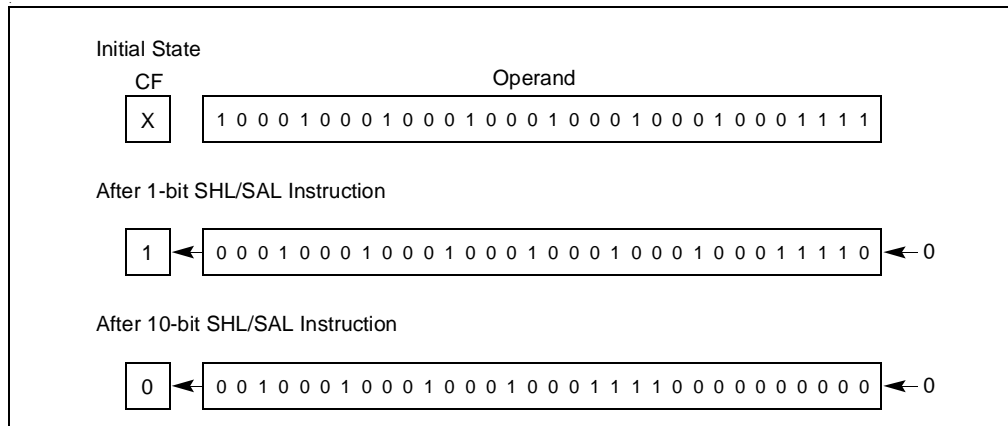 Initial State
CF Operand
X 1 0 0 0 1 0 0 0 1 0 0 0 1 0 0 0 1 0 0 0 1 0 0 0 1 0 0 0 1 1 1 1
After 1-bit SHL/SAL Instruction
1 0 0 0 1 0 0 0 1 0 0 0 1 0 0 0 1 0 0 0 1 0 0 0 1 0 0 0 1 1 1 1 0 0
After 10-bit SHL/SAL Instruction
0 0 0 1 0 0 0 1 0 0 0 1 0 0 0 1 0 0 0 1 1 1 1 0 0 0 0 0 0 0 0 0 0 0